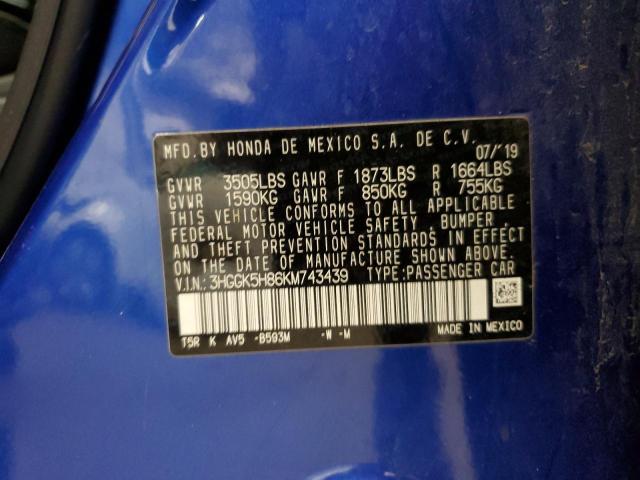 MFD.BY HONDA DE MEXICO S.A. DE C.V.
07/'19
GVWR 3505LBS GAWR F 1873LBS R 1664LBS
GVWR 1590KG GAWR F 850KG R 755KG
THIS VEHICLE CONFORMS TO ALL APPLICABLE
FEDERAL MOTOR VEHICLE SAFETY, BUMPER,
AND THEFT PREVENTION STANDARDS IN EFFECT
ON THE DATE OF MANUFACTURE SHOWN ABOVE.
V.I.N.: 3HGGK5H86KM743439 TYPE:PASSENGER CAR
MADE IN MEXICO
T5R K AV5 -B593M -W -M